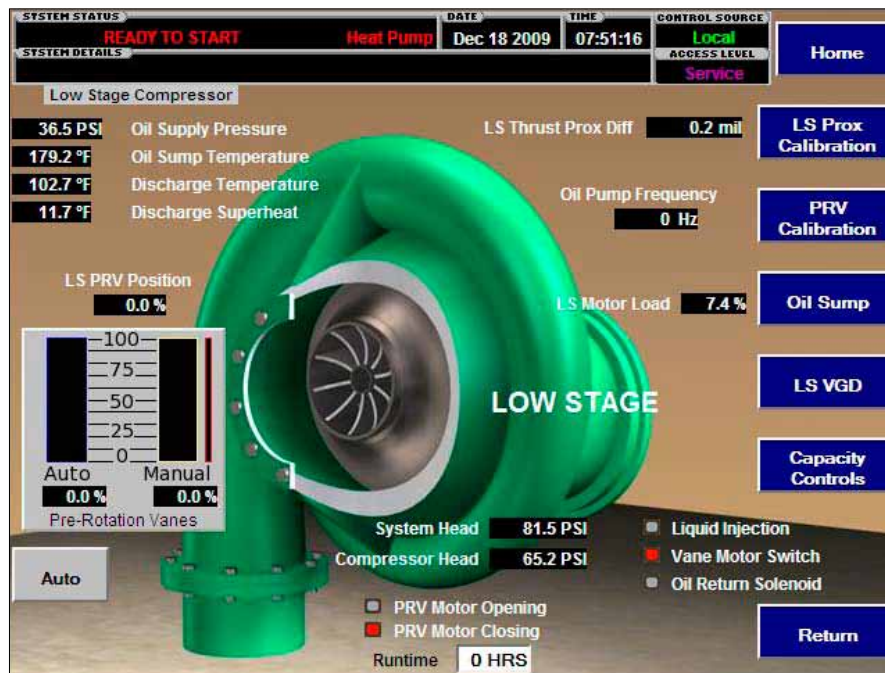 SYSTEM STATUS
READY TO START Heat Pump
DATE
Dec 18 2009
TIME
07:51:16
CONTROL SOURCE
Local
SYSTEM DETAILS
ACCESS LEVEL
Service
Home
Low Stage Compressor
36.5 PSI Oil Supply Pressure
179.2 °F Oil Sump Temperature
102.7 °F Discharge Temperature
11.7 °F Discharge Superheat
LS Thrust Prox Diff 0.2 mil
LS Prox
Calibration
Oil Pump Frequency
0 Hz
PRV
Calibration
LS PRV Position
0.0 %
LS Motor Load 7.4 %
Oil Sump
100
75
50
25
0
Auto Manual
0.0 % 0.0 %
Pre-Rotation Vanes
LOW STAGE
LS VGD
Capacity
Controls
System Head 81.5 PSI
Compressor Head 65.2 PSI
Liquid Injection
Vane Motor Switch
Oil Return Solenoid
Auto
PRV Motor Opening
PRV Motor Closing
Runtime 0 HRS
Return